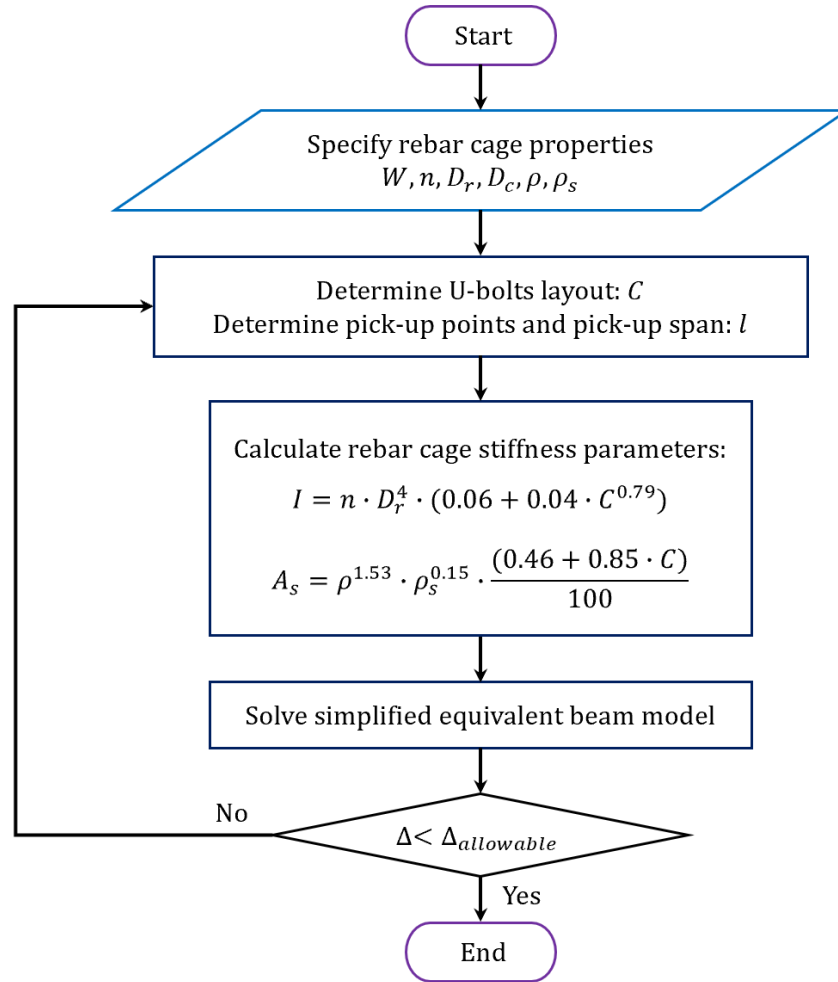 Start
Specify rebar cage properties
W, n, D_r, D_c, ρ, ρ_s
Determine U-bolts layout: C
Determine pick-up points and pick-up span: l
Calculate rebar cage stiffness parameters:
I = n · D_r^4 · (0.06 + 0.04 · C^0.79)
A_s = ρ^1.53 · ρ_s^0.15 · (0.46 + 0.85 · C) / 100
Solve simplified equivalent beam model
No
Δ< Δ_allowable
Yes
End